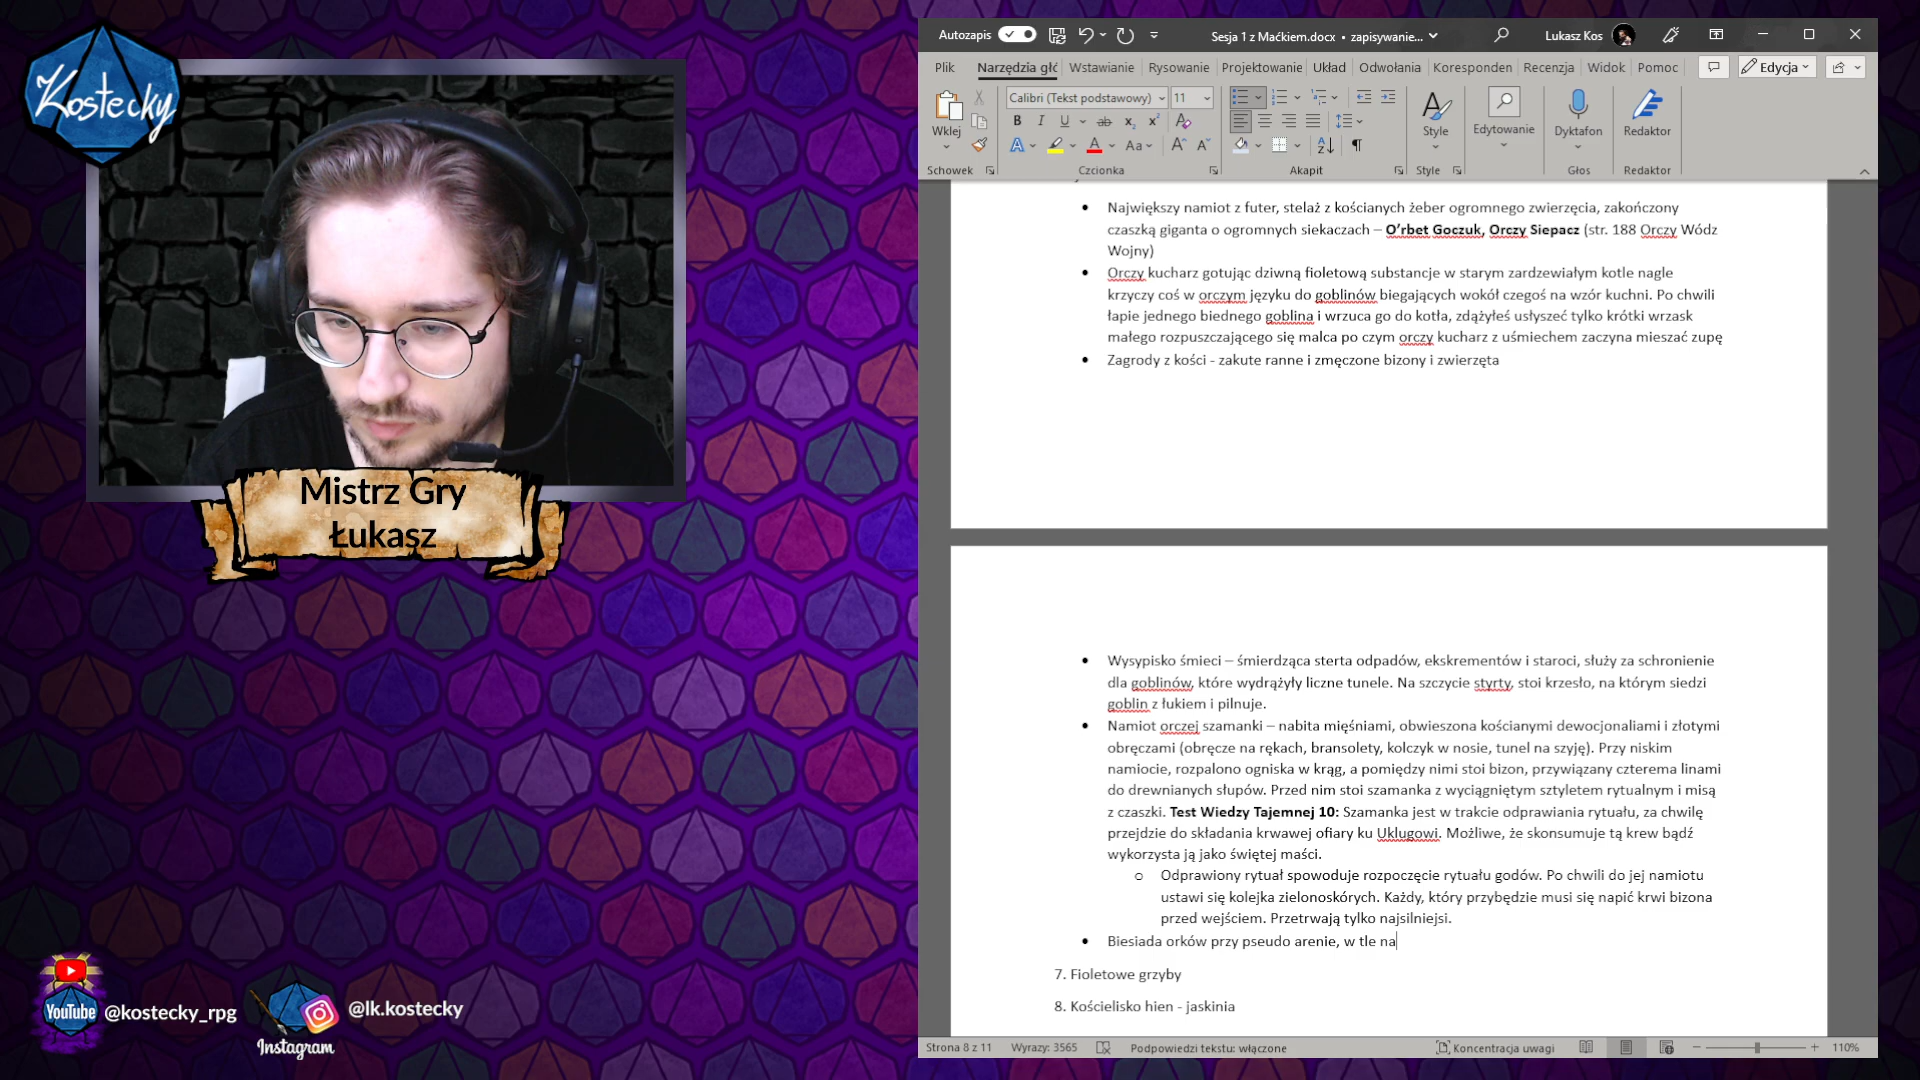 Kostecky
Mistrz Gry
Łukasz
YouTube
@kostecky_rpg
Instagram
@lk.kostecky
Autozapis
Sesja 1 z Maćkiem.docx • zapisywanie...
Lukasz Kos
Plik Narzędzia głó Wstawianie Rysowanie Projektowanie Układ Odwołania Koresponden Recenzja Widok Pomoc
Edycja
Calibri (Tekst podstawowy) 11
Wklej
Style
Edytowanie
Dyktafon
Redaktor
Schowek
Czcionka
Akapit
Style
Głos
Redaktor
• Największy namiot z futer, stelaż z kościanych żeber ogromnego zwierzęcia, zakończony
czaszką giganta o ogromnych siekaczach – O’rbet Goczuk, Orczy Siepacz (str. 188 Orczy Wódz
Wojny)
• Orczy kucharz gotując dziwną fioletową substancje w starym zardzewiałym kotle nagle
krzyczy coś w orczym języku do goblinów biegających wokół czegoś na wzór kuchni. Po chwili
łapie jednego biednego goblina i wrzuca go do kotła, zdążyłeś usłyszeć tylko krótki wrzask
małego rozpuszczającego się malca po czym orczy kucharz z uśmiechem zaczyna mieszać zupę
• Zagrody z kości - zakute ranne i zmęczone bizony i zwierzęta
• Wysypisko śmieci – śmierdząca sterta odpadów, ekskrementów i staroci, służy za schronienie
dla goblinów, które wydrążyły liczne tunele. Na szczycie styrty, stoi krzesło, na którym siedzi
goblin z łukiem i pilnuje.
• Namiot orczej szamanki – nabita mięśniami, obwieszona kościanymi dewocjonaliami i złotymi
obręczami (obręcze na rękach, bransolety, kolczyk w nosie, tunel na szyję). Przy niskim
namiocie, rozpalono ogniska w krąg, a pomiędzy nimi stoi bizon, przywiązany czterema linami
do drewnianych słupów. Przed nim stoi szamanka z wyciągniętym sztyletem rytualnym i misą
z czaszki. Test Wiedzy Tajemnej 10: Szamanka jest w trakcie odprawiania rytuału, za chwilę
przejdzie do składania krwawej ofiary ku Uklugowi. Możliwe, że skonsumuje tą krew bądź
wykorzysta ją jako świętej maści.
o Odprawiony rytuał spowoduje rozpoczęcie rytuału godów. Po chwili do jej namiotu
ustawi się kolejka zielonoskórych. Każdy, który przybędzie musi się napić krwi bizona
przed wejściem. Przetrwają tylko najsilniejsi.
• Biesiada orków przy pseudo arenie, w tle na
7. Fioletowe grzyby
8. Kościelisko hien - jaskinia
Strona 8 z 11 Wyrazy: 3565 Podpowiedzi tekstu: włączone Koncentracja uwagi 110%